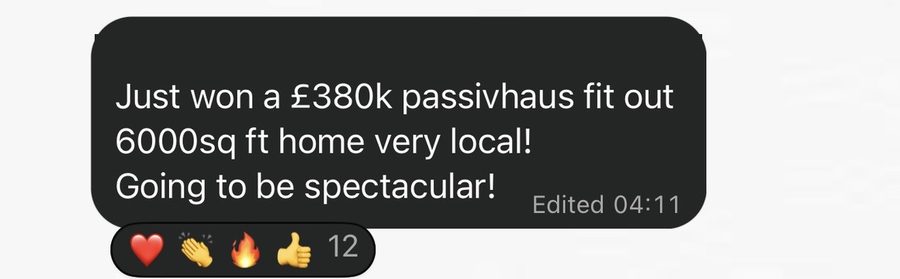 Just won a £380k passivhaus fit out
6000sq ft home very local!
Going to be spectacular!
Edited 04:11
❤️ 👏 🔥 👍 12